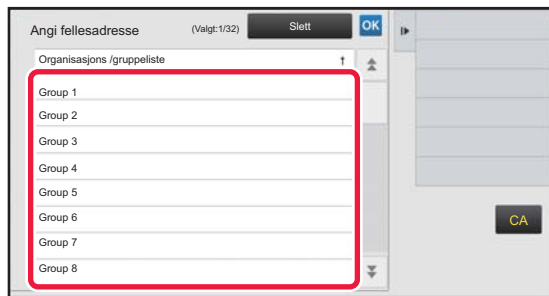 Angi fellesadresse (Valgt:1/32) Slett OK
Organisasjons /gruppeliste
Group 1
Group 2
Group 3
Group 4
Group 5
Group 6
CA
Group 7
Group 8